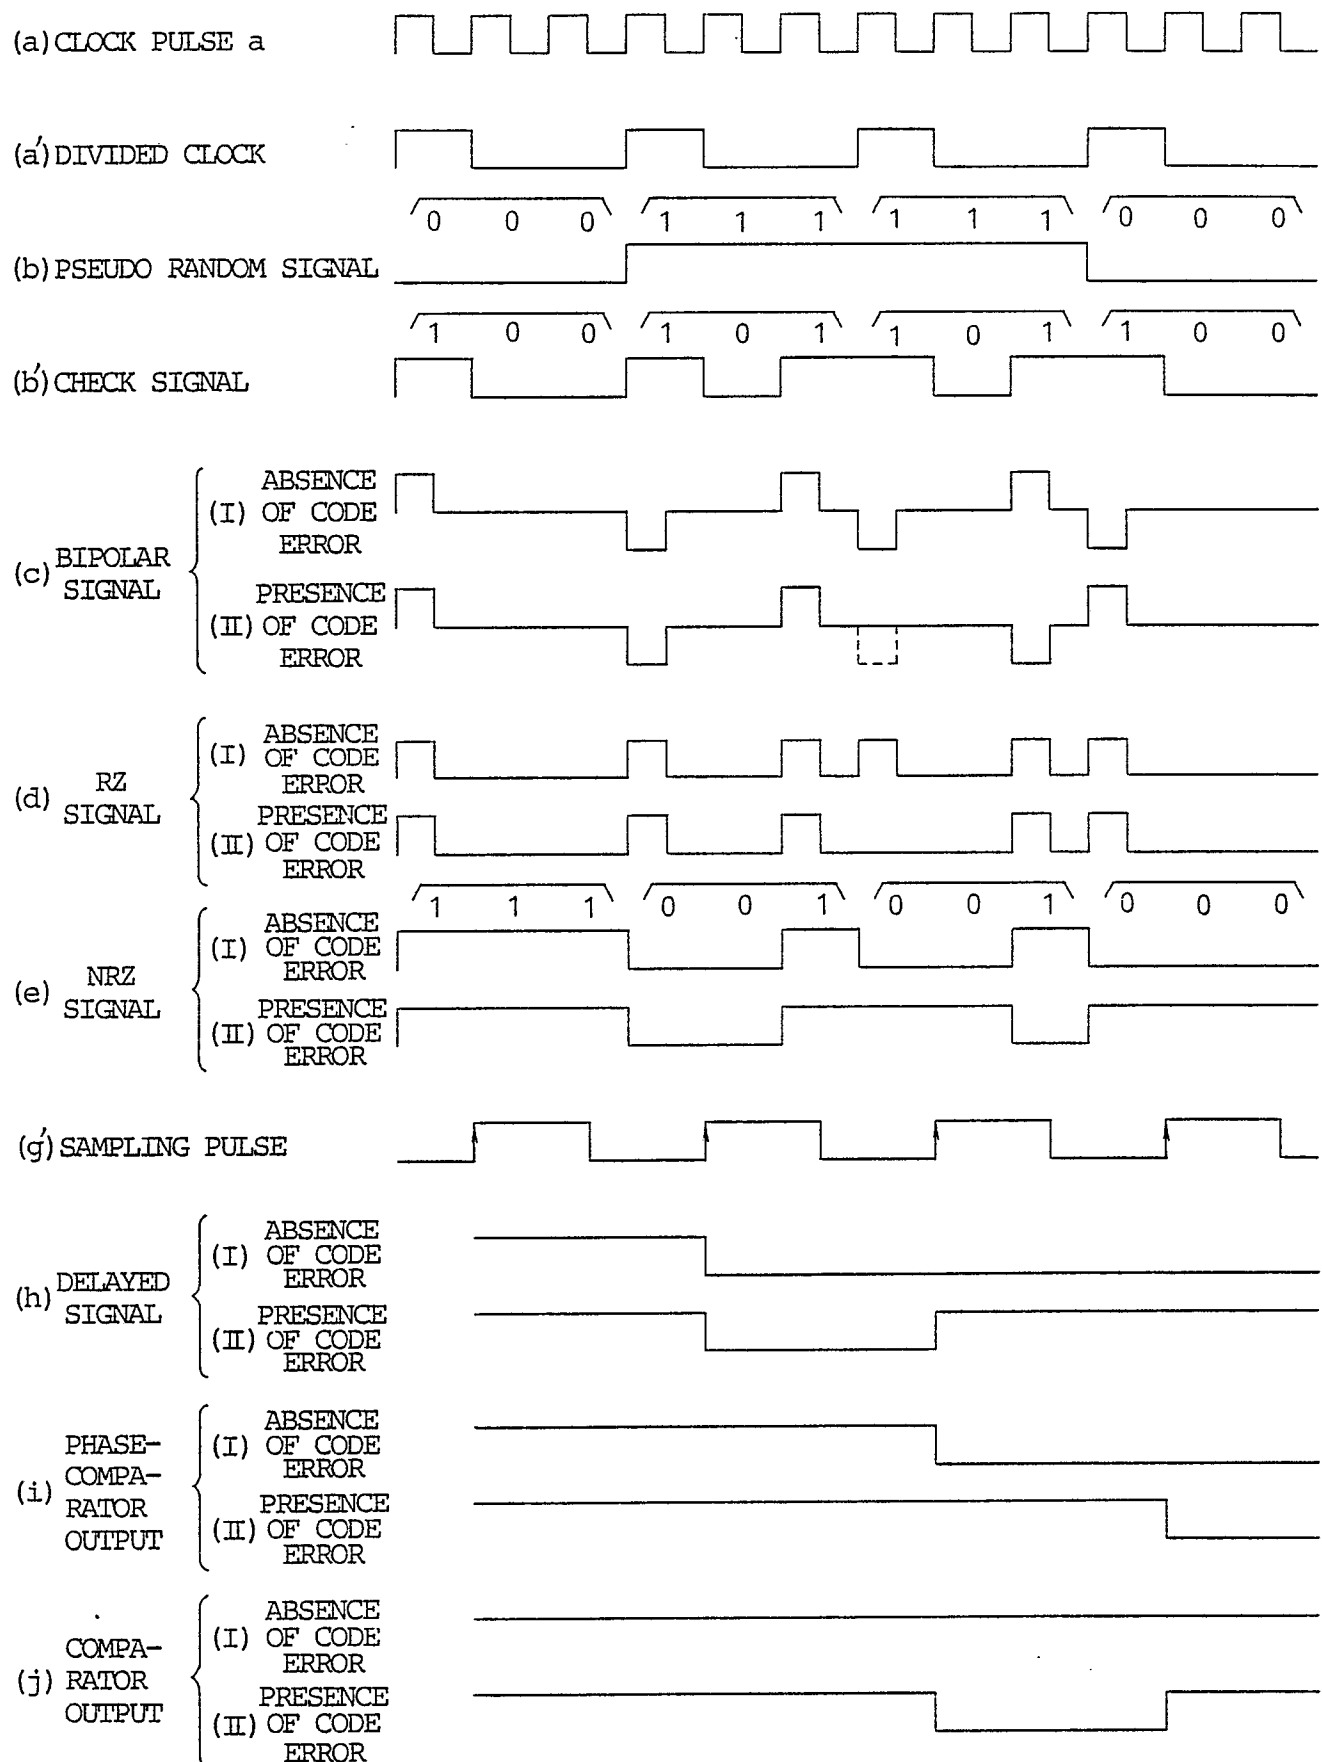 (a) CLOCK PULSE a
(a') DIVIDED CLOCK
0 0 0 1 1 1 1 1 1 0 0 0
(b) PSEUDO RANDOM SIGNAL
1 0 0 1 0 1 1 0 1 1 0 0
(b') CHECK SIGNAL
(c) BIPOLAR SIGNAL
(I) ABSENCE OF CODE ERROR
(II) PRESENCE OF CODE ERROR
(d) RZ SIGNAL
(I) ABSENCE OF CODE ERROR
(II) PRESENCE OF CODE ERROR
1 1 1 0 0 1 0 0 1 0 0 0
(e) NRZ SIGNAL
(I) ABSENCE OF CODE ERROR
(II) PRESENCE OF CODE ERROR
(g') SAMPLING PULSE
(h) DELAYED SIGNAL
(I) ABSENCE OF CODE ERROR
(II) PRESENCE OF CODE ERROR
(i) PHASE-COMPA-RATOR OUTPUT
(I) ABSENCE OF CODE ERROR
(II) PRESENCE OF CODE ERROR
(j) COMPA-RATOR OUTPUT
(I) ABSENCE OF CODE ERROR
(II) PRESENCE OF CODE ERROR